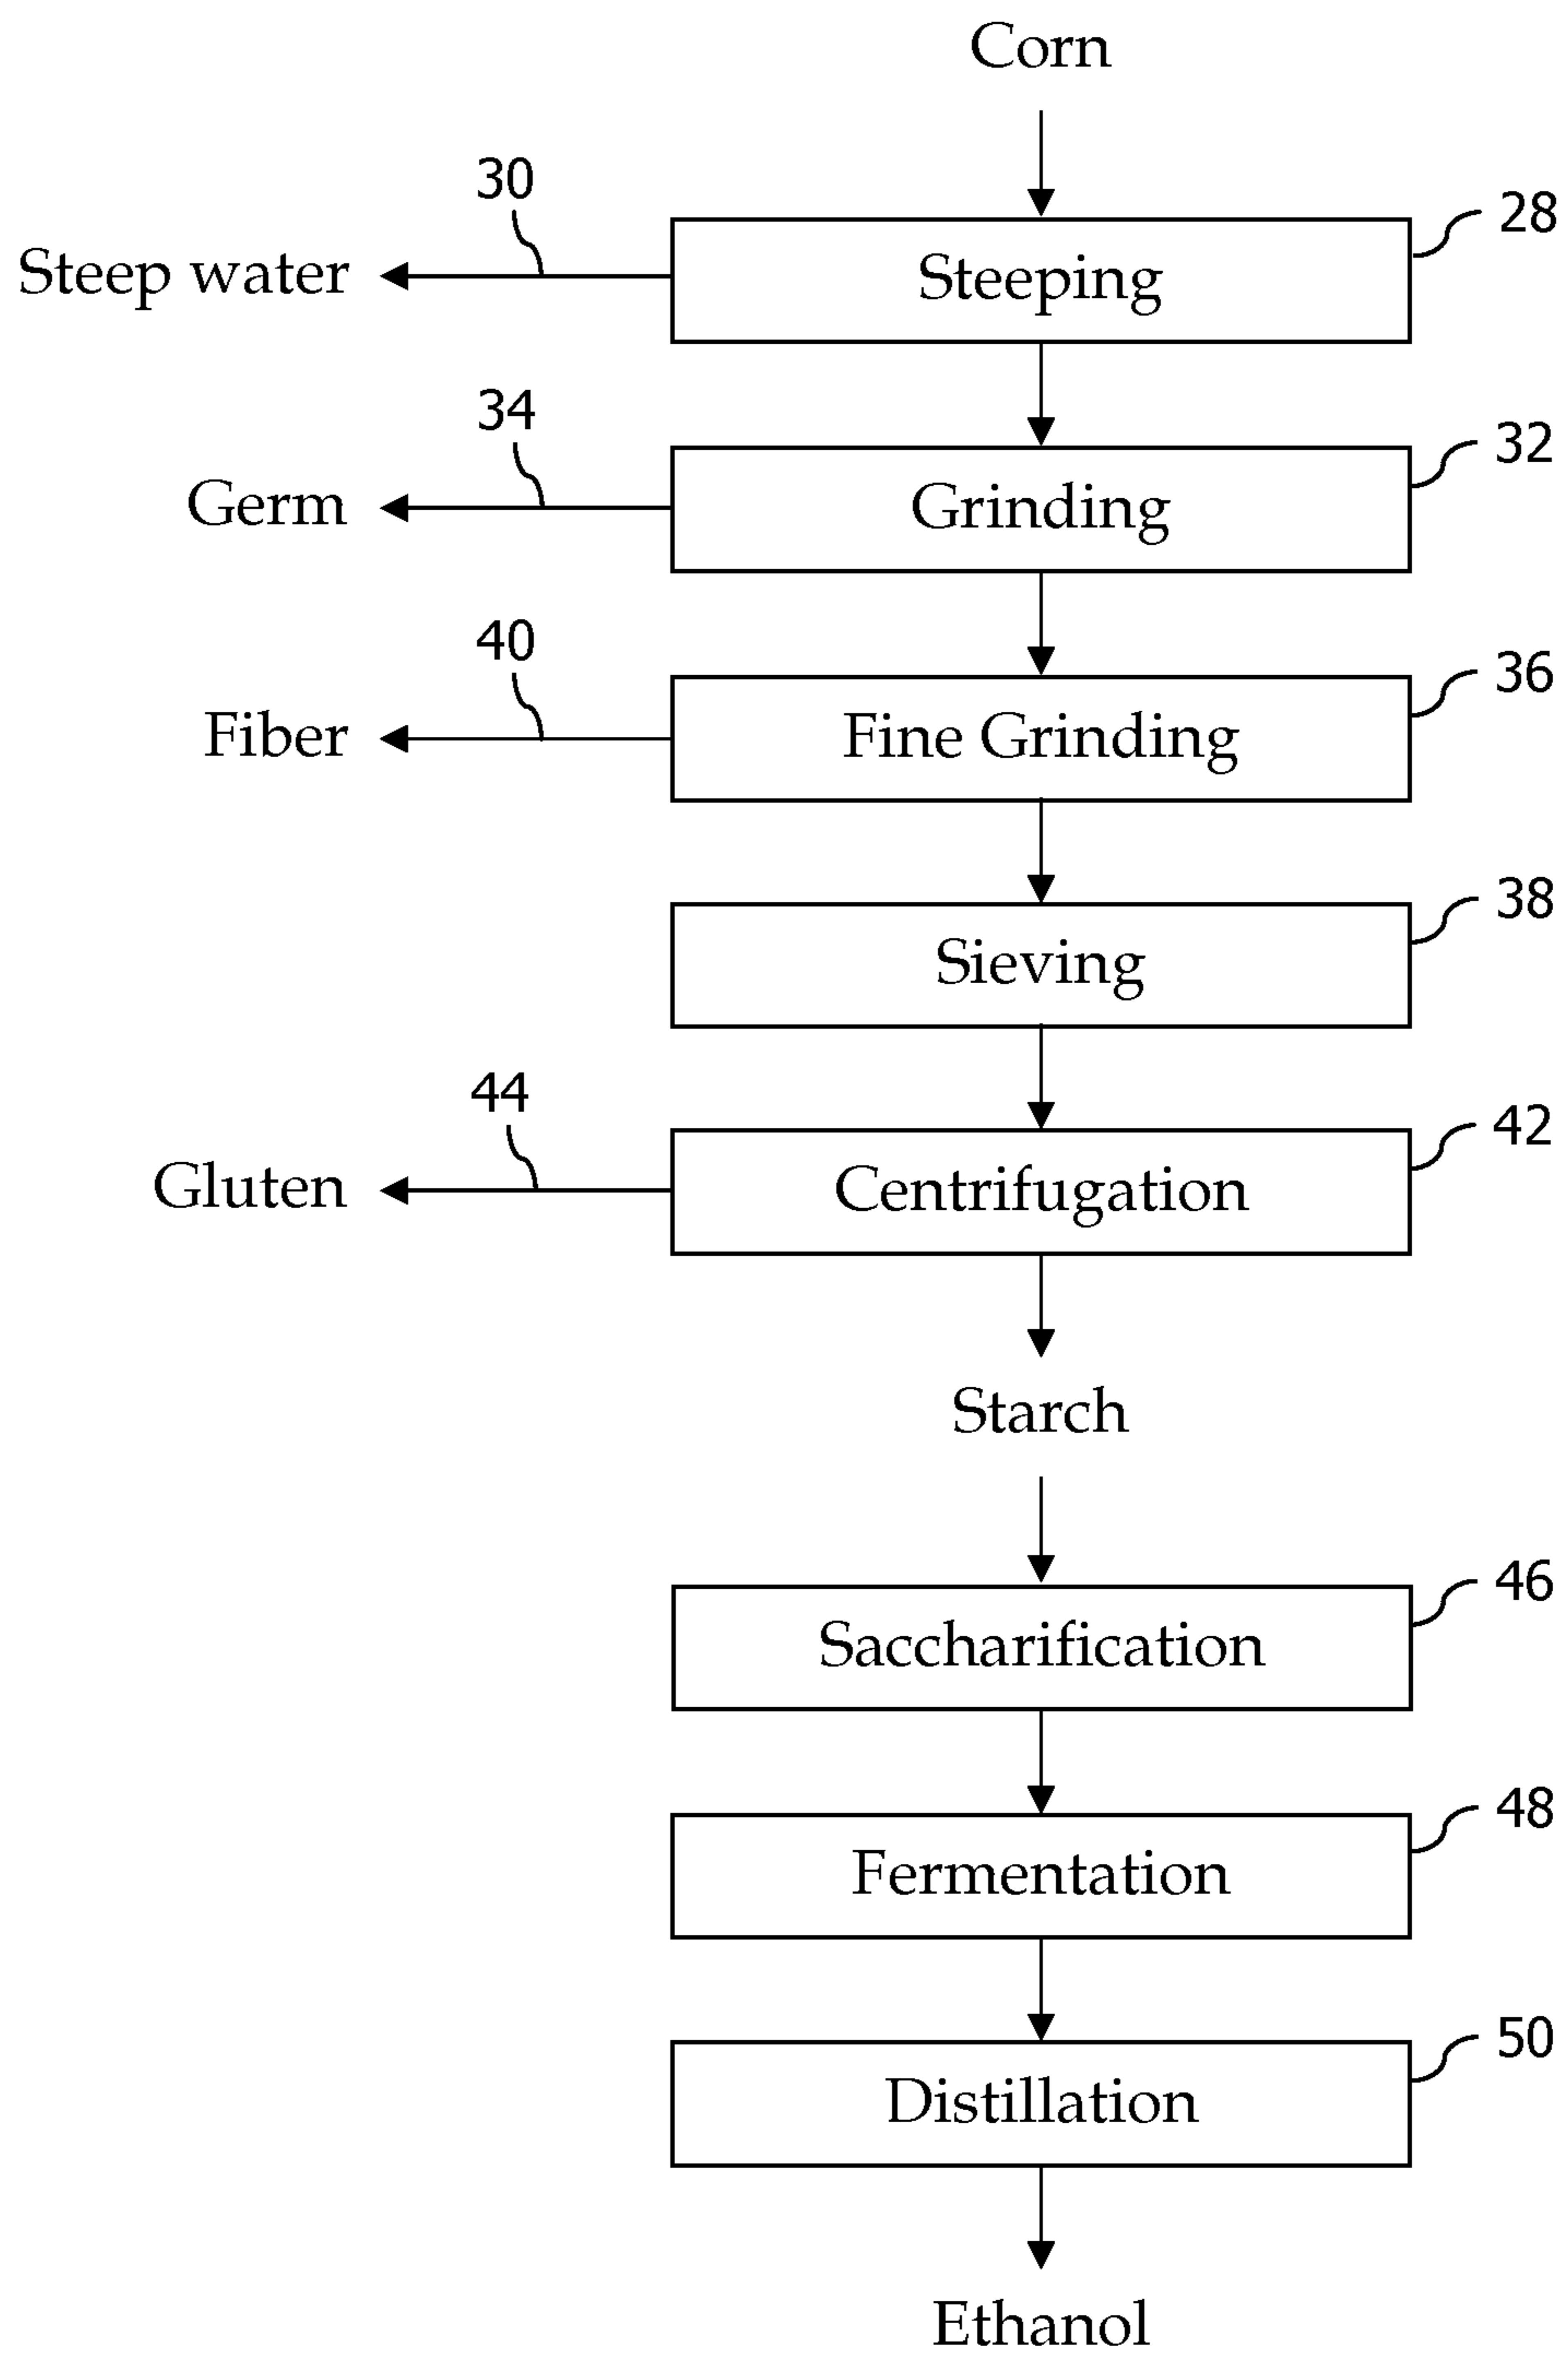 Corn
30
28
Steep water
Steeping
34
32
Germ
Grinding
40
36
Fiber
Fine Grinding
38
Sieving
44
42
Gluten
Centrifugation
Starch
46
Saccharification
48
Fermentation
50
Distillation
Ethanol